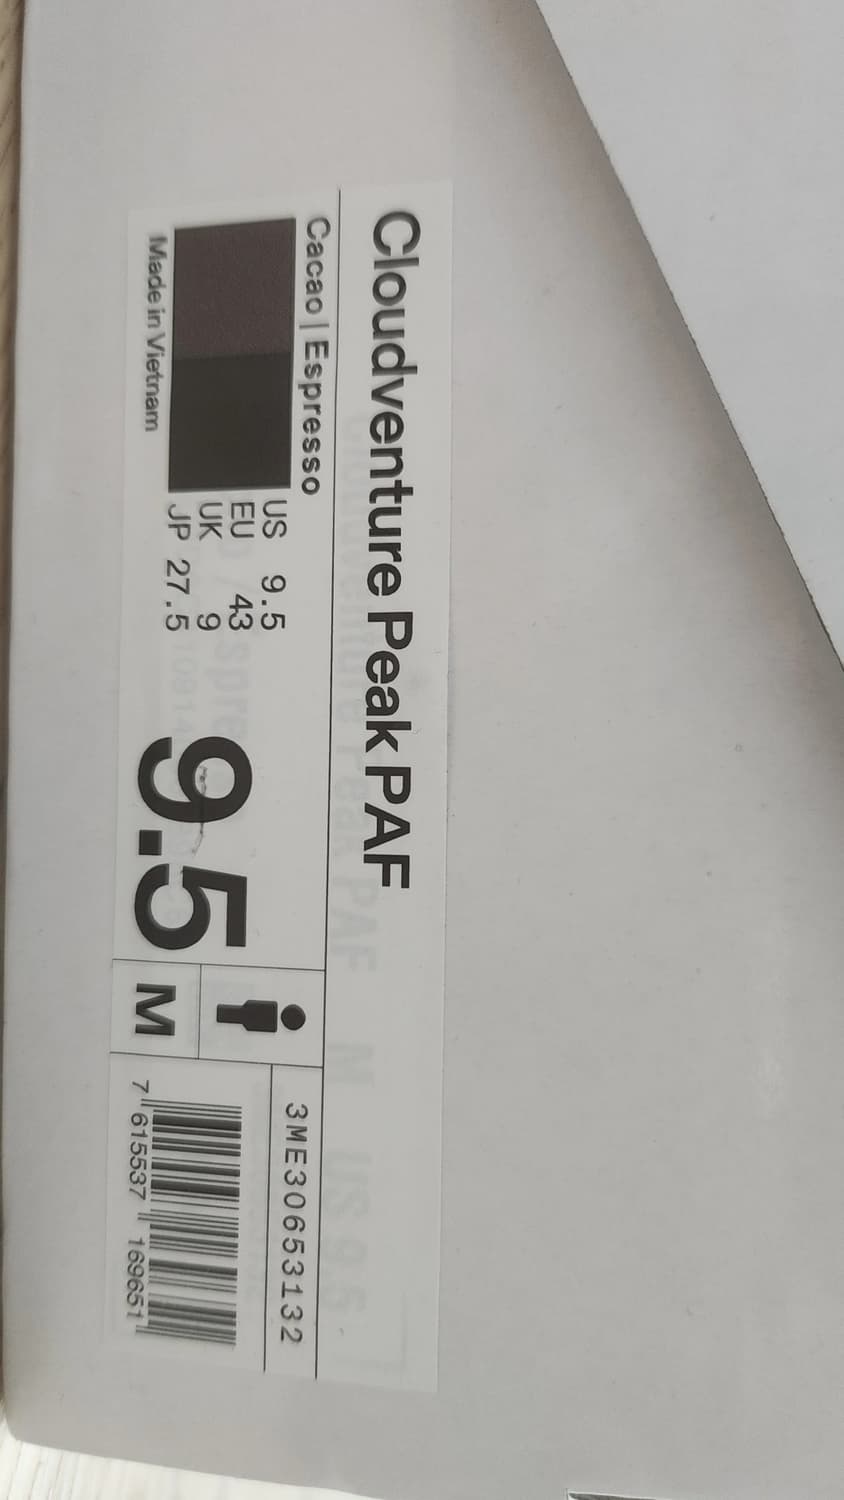 Cloudventure Peak PAF
Cacao | Espresso
US 9.5
EU 43
UK 9
JP 27.5
Made in Vietnam
9.5
M
3ME30653132
7 615537 169651